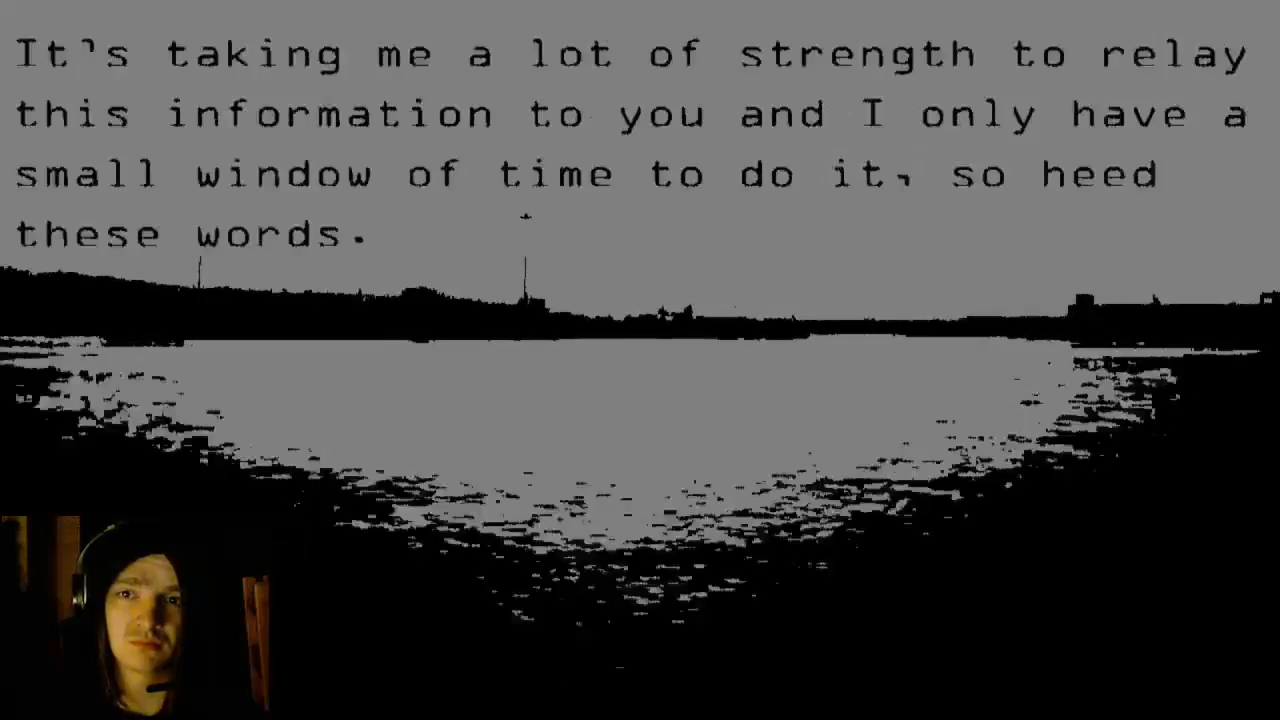 It's taking me a lot of strength to relay
this information to you and I only have a
small window of time to do it, so heed
these words.